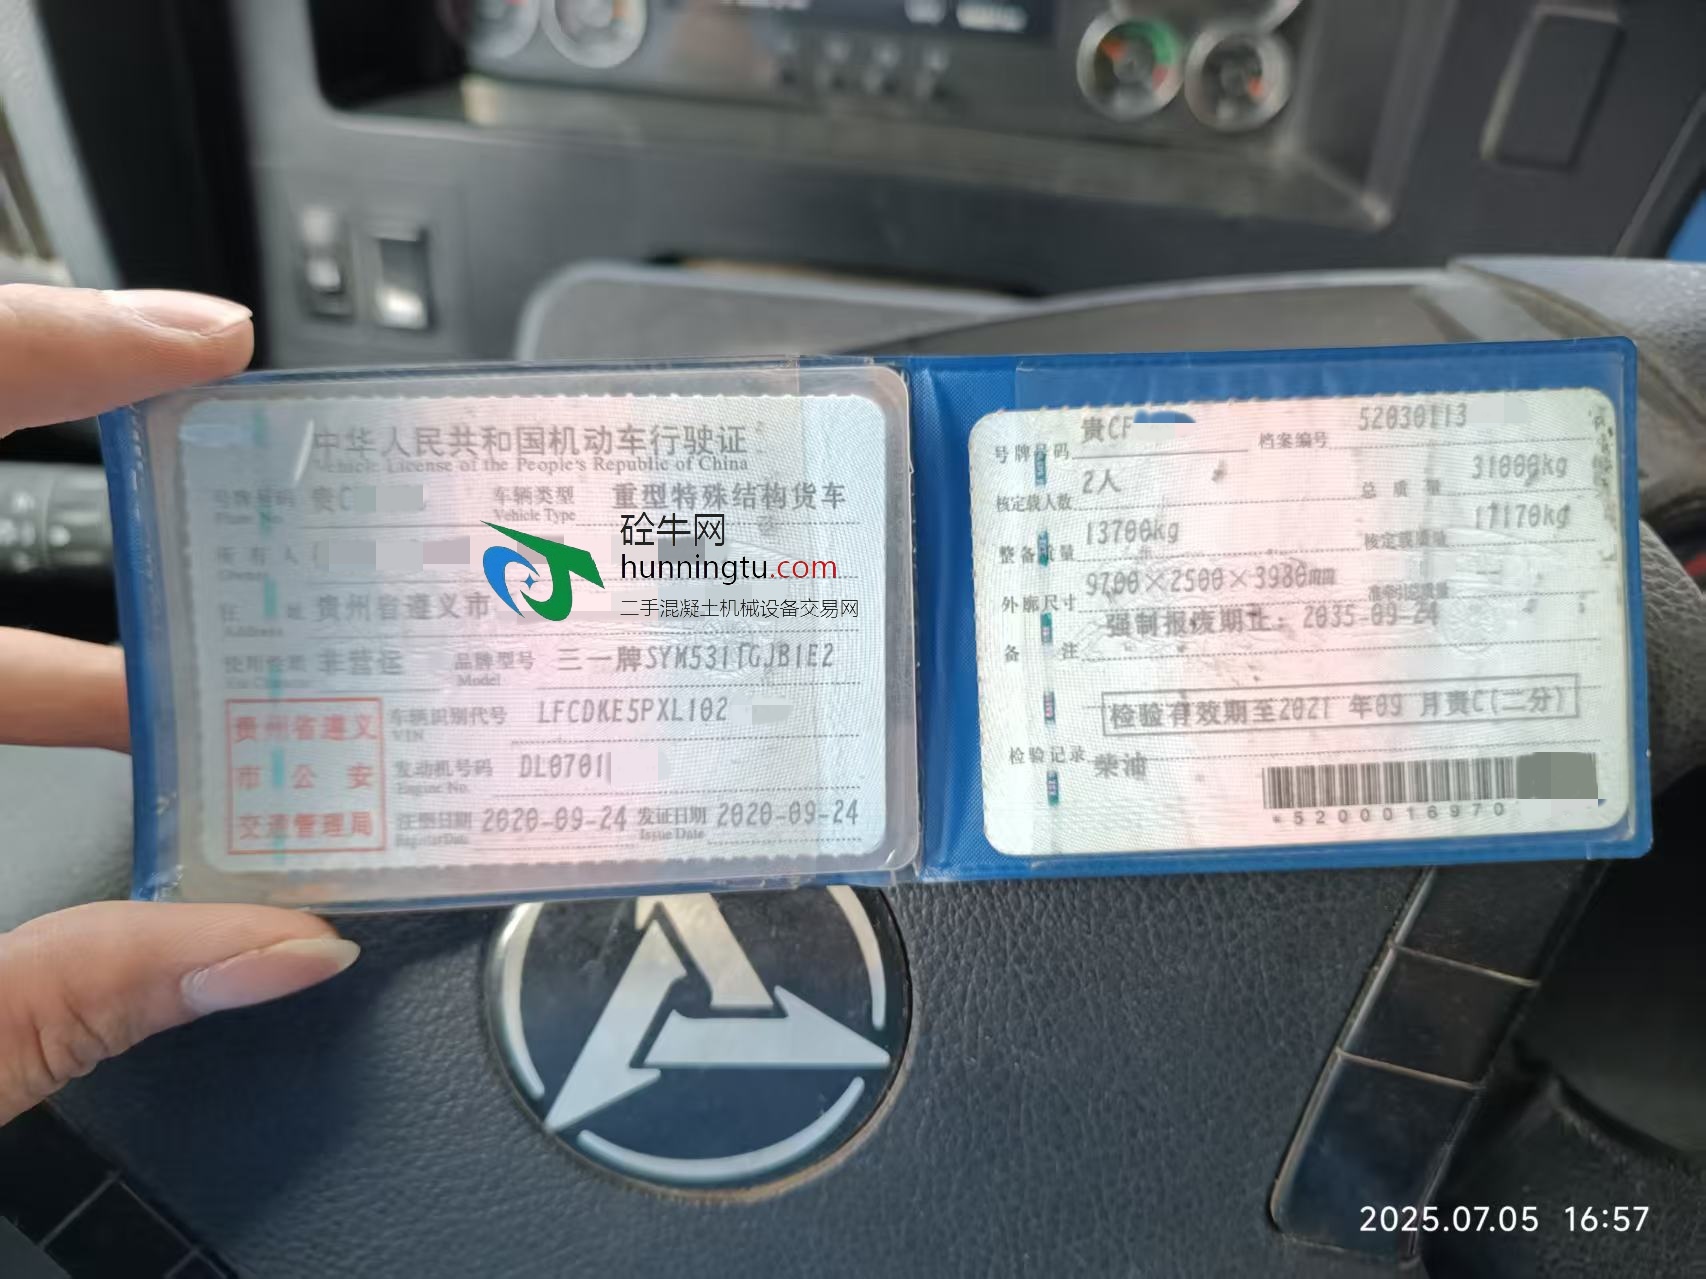 中华人民共和国机动车行驶证
Vehicle License of the People's Republic of China
号牌号码 贵C 车辆类型 重型特殊结构货车
Vehicle Type
所有人
住 址 贵州省遵义市
Address
使用性质 非营运 品牌型号 三一牌SYM5311GJB1E2
Model
贵州省遵义
市公安
交通管理局
车辆识别代号 LFCDKE5PXL102
VIN
发动机号码 DL0701
Engine No.
注册日期 2020-09-24 发证日期 2020-09-24
Register Date Issue Date
砼牛网
hunningtu.com
二手混凝土机械设备交易网
号牌号码 贵CF 档案编号 52030113
核定载人数 2人 总质量 31000kg
整备质量 13700kg 核定载质量 17170kg
外廓尺寸 9700×2500×3980mm 准牵引总质量
备 注 强制报废期止：2035-09-24
检验有效期至2021年09月贵C(二分)
检验记录 柴油
*5200016970
2025.07.05 16:57